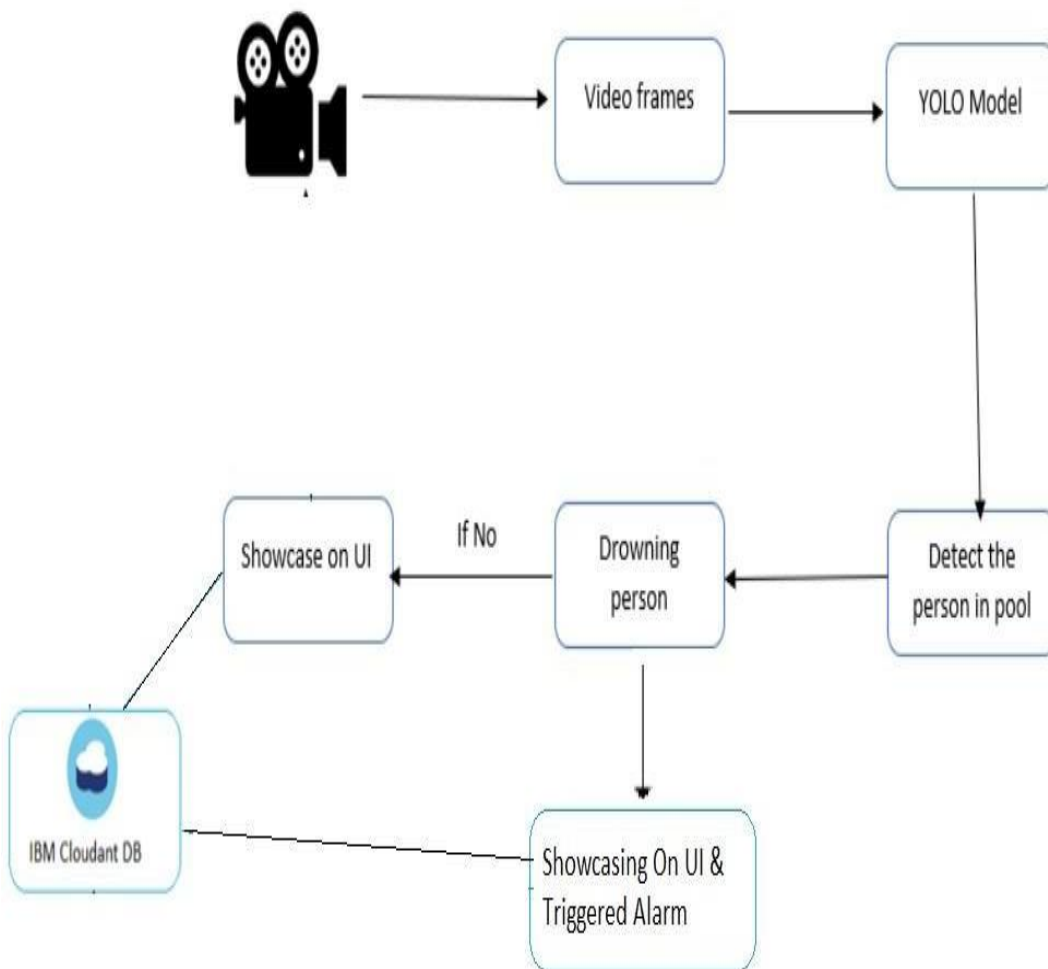 Video frames
YOLO Model
If No
Showcase on UI
Drowning
person
Detect the
person in pool
IBM Cloudant DB
Showcasing On UI &
Triggered Alarm